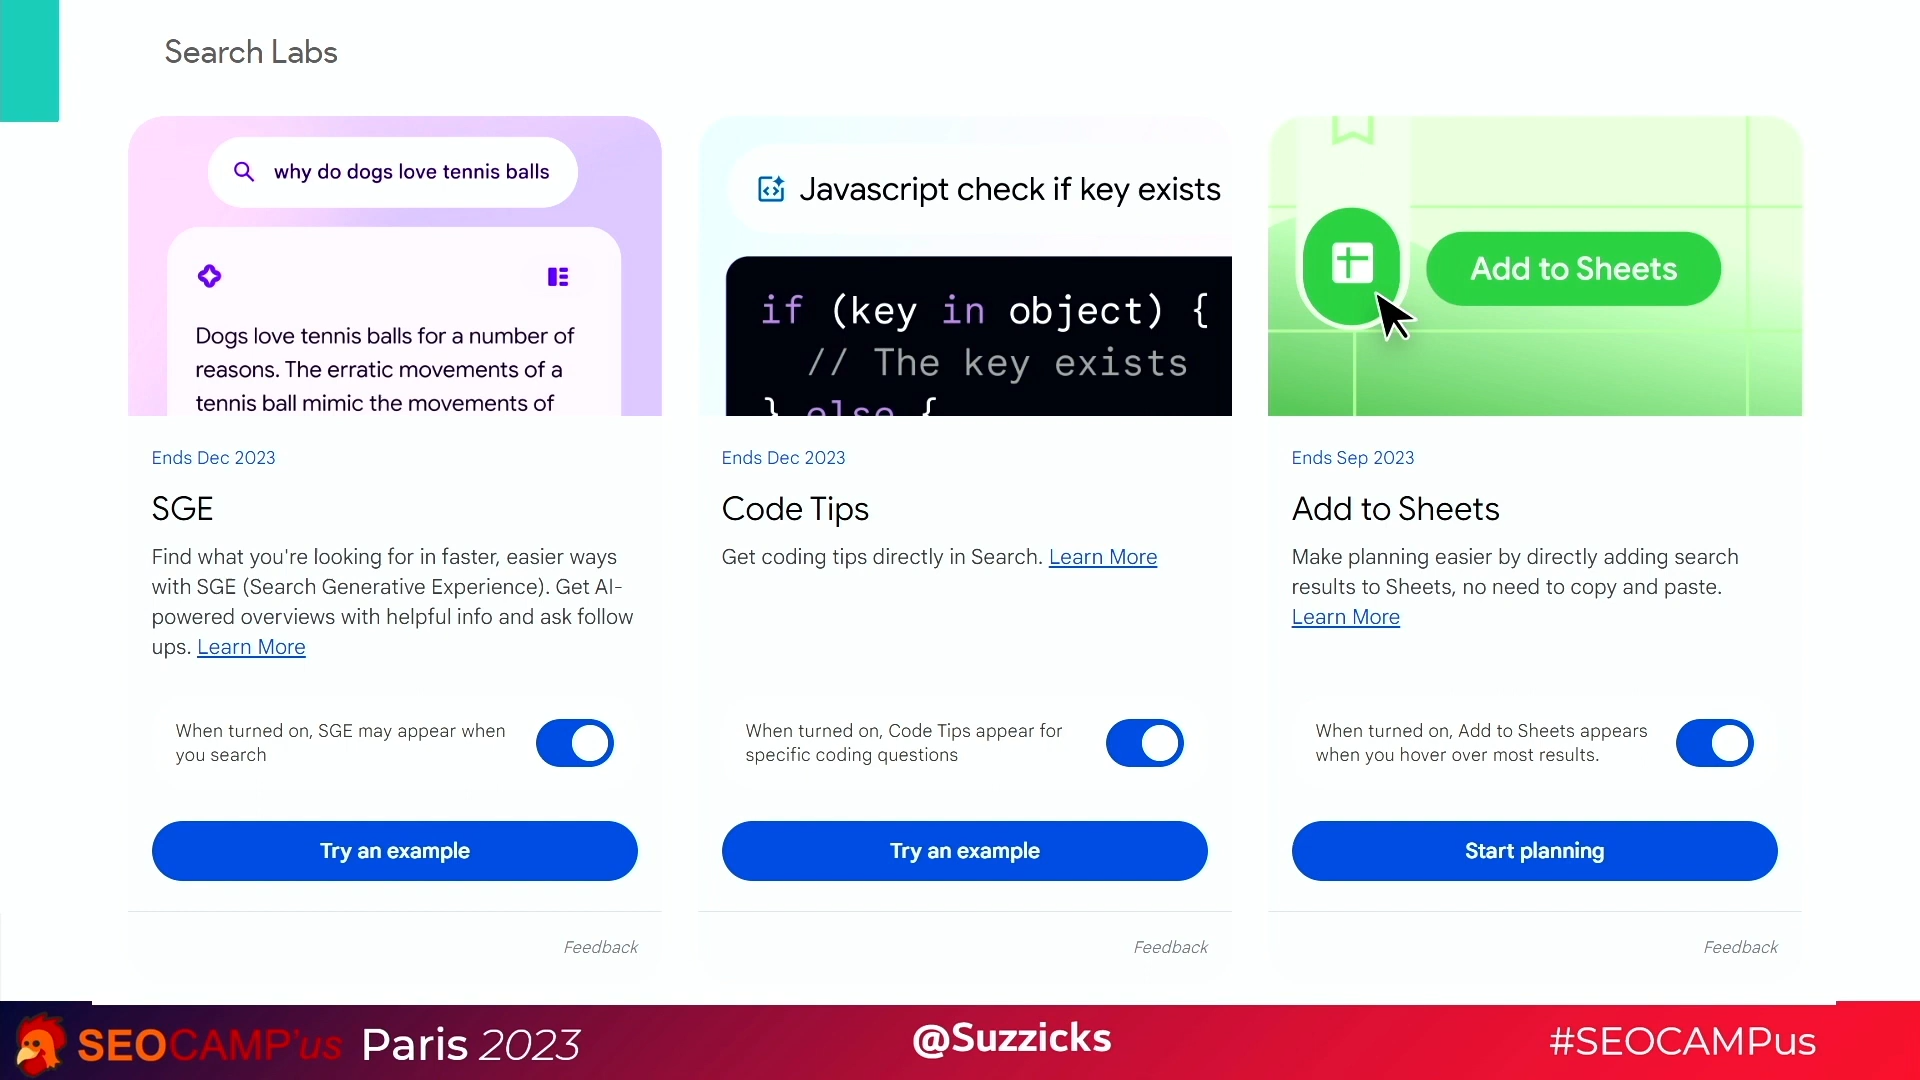 Search Labs
why do dogs love tennis balls
Dogs love tennis balls for a number of
reasons. The erratic movements of a
tennis ball mimic the movements of
Ends Dec 2023
SGE
Find what you're looking for in faster, easier ways
with SGE (Search Generative Experience). Get AI-
powered overviews with helpful info and ask follow
ups. Learn More
When turned on, SGE may appear when
you search
Try an example
Feedback
Javascript check if key exists
if (key in object) {
// The key exists
} else {
Ends Dec 2023
Code Tips
Get coding tips directly in Search. Learn More
When turned on, Code Tips appear for
specific coding questions
Try an example
Feedback
Add to Sheets
Ends Sep 2023
Add to Sheets
Make planning easier by directly adding search
results to Sheets, no need to copy and paste.
Learn More
When turned on, Add to Sheets appears
when you hover over most results.
Start planning
Feedback
SEOCAMP'us Paris 2023
@Suzzicks
#SEOCAMPus